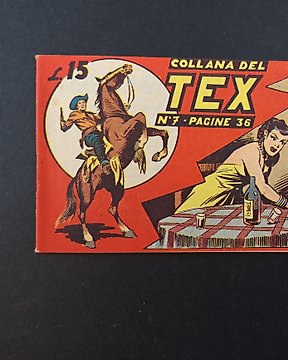 £.15
COLLANA DEL
TEX
N°7 - PAGINE 36